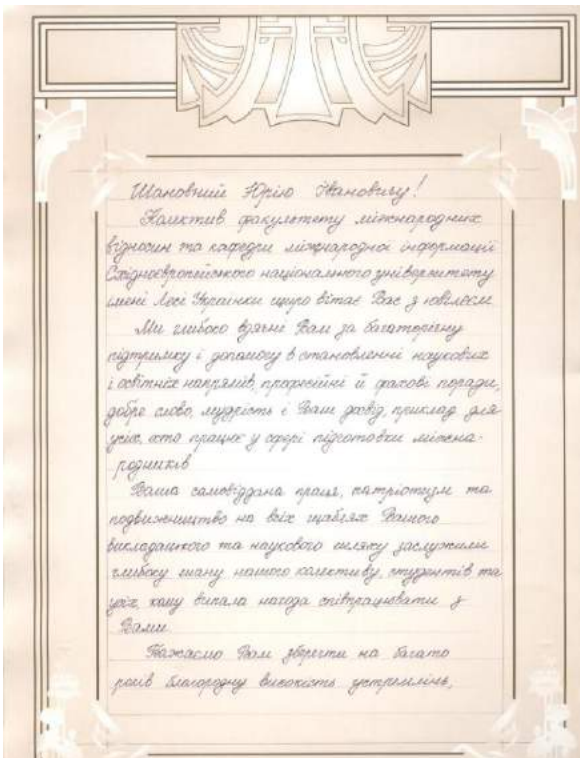 Шановний Юрію Івановичу!
Колектив факультету міжнародних
відносин та кафедри міжнародної інформації
Східноєвропейського національного університету
імені Лесі Українки щиро вітає Вас з ювілеєм
Ми глибоко вдячні Вам за багаторічну
підтримку і допомогу в становленні наукових
і освітніх напрямів, професійні й фахові поради,
добре слово, мудрість і Ваш досвід, приклад для
усіх, хто працює у сфері підготовки міжна-
родників
Ваша самовіддана праця, патріотизм та
подвижництво на всіх щаблях Вашого
викладацького та наукового шляху заслужили
глибоку шану нашого колективу, студентів та
усіх, кому випала нагода співпрацювати з
Вами.
Бажаємо Вам зберегти на багато
років благородну високість устремлінь,